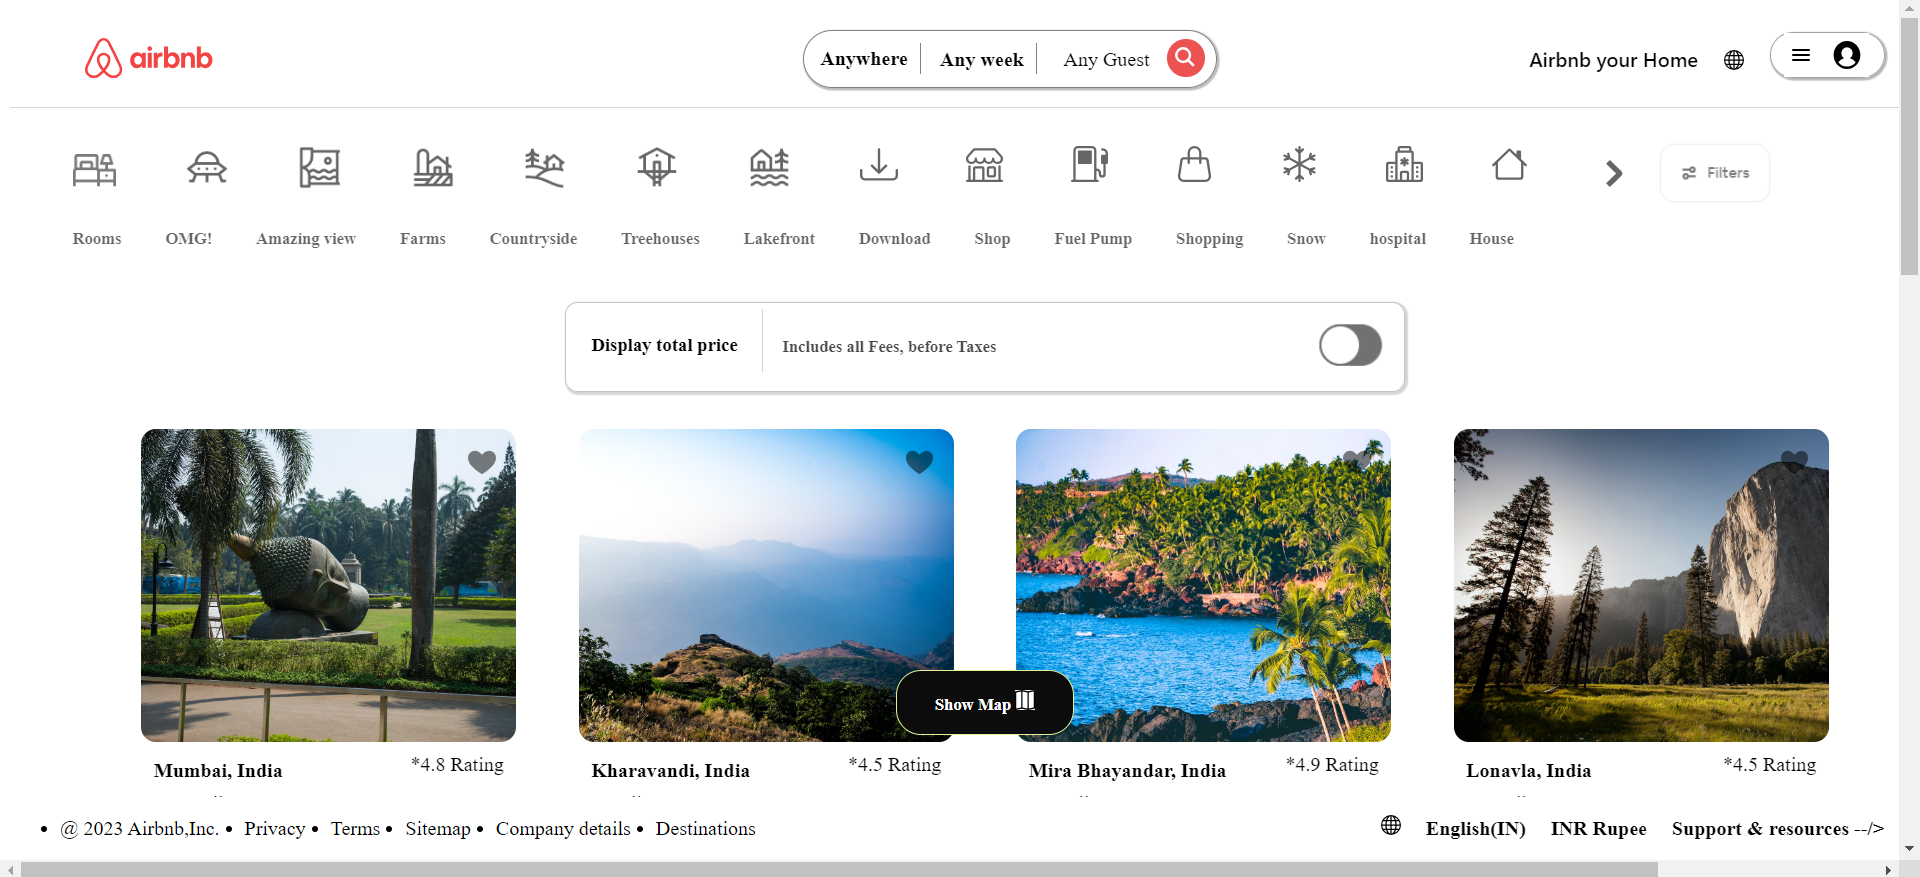 airbnb
Anywhere
Any week
Any Guest
Airbnb your Home
Filters
Rooms
OMG!
Amazing view
Farms
Countryside
Treehouses
Lakefront
Download
Shop
Fuel Pump
Shopping
Snow
hospital
House
Display total price
Includes all Fees, before Taxes
Show Map
Mumbai, India
*4.8 Rating
Kharavandi, India
*4.5 Rating
Mira Bhayandar, India
*4.9 Rating
Lonavla, India
*4.5 Rating
@ 2023 Airbnb,Inc.
Privacy
Terms
Sitemap
Company details
Destinations
English(IN)
INR Rupee
Support & resources --/>